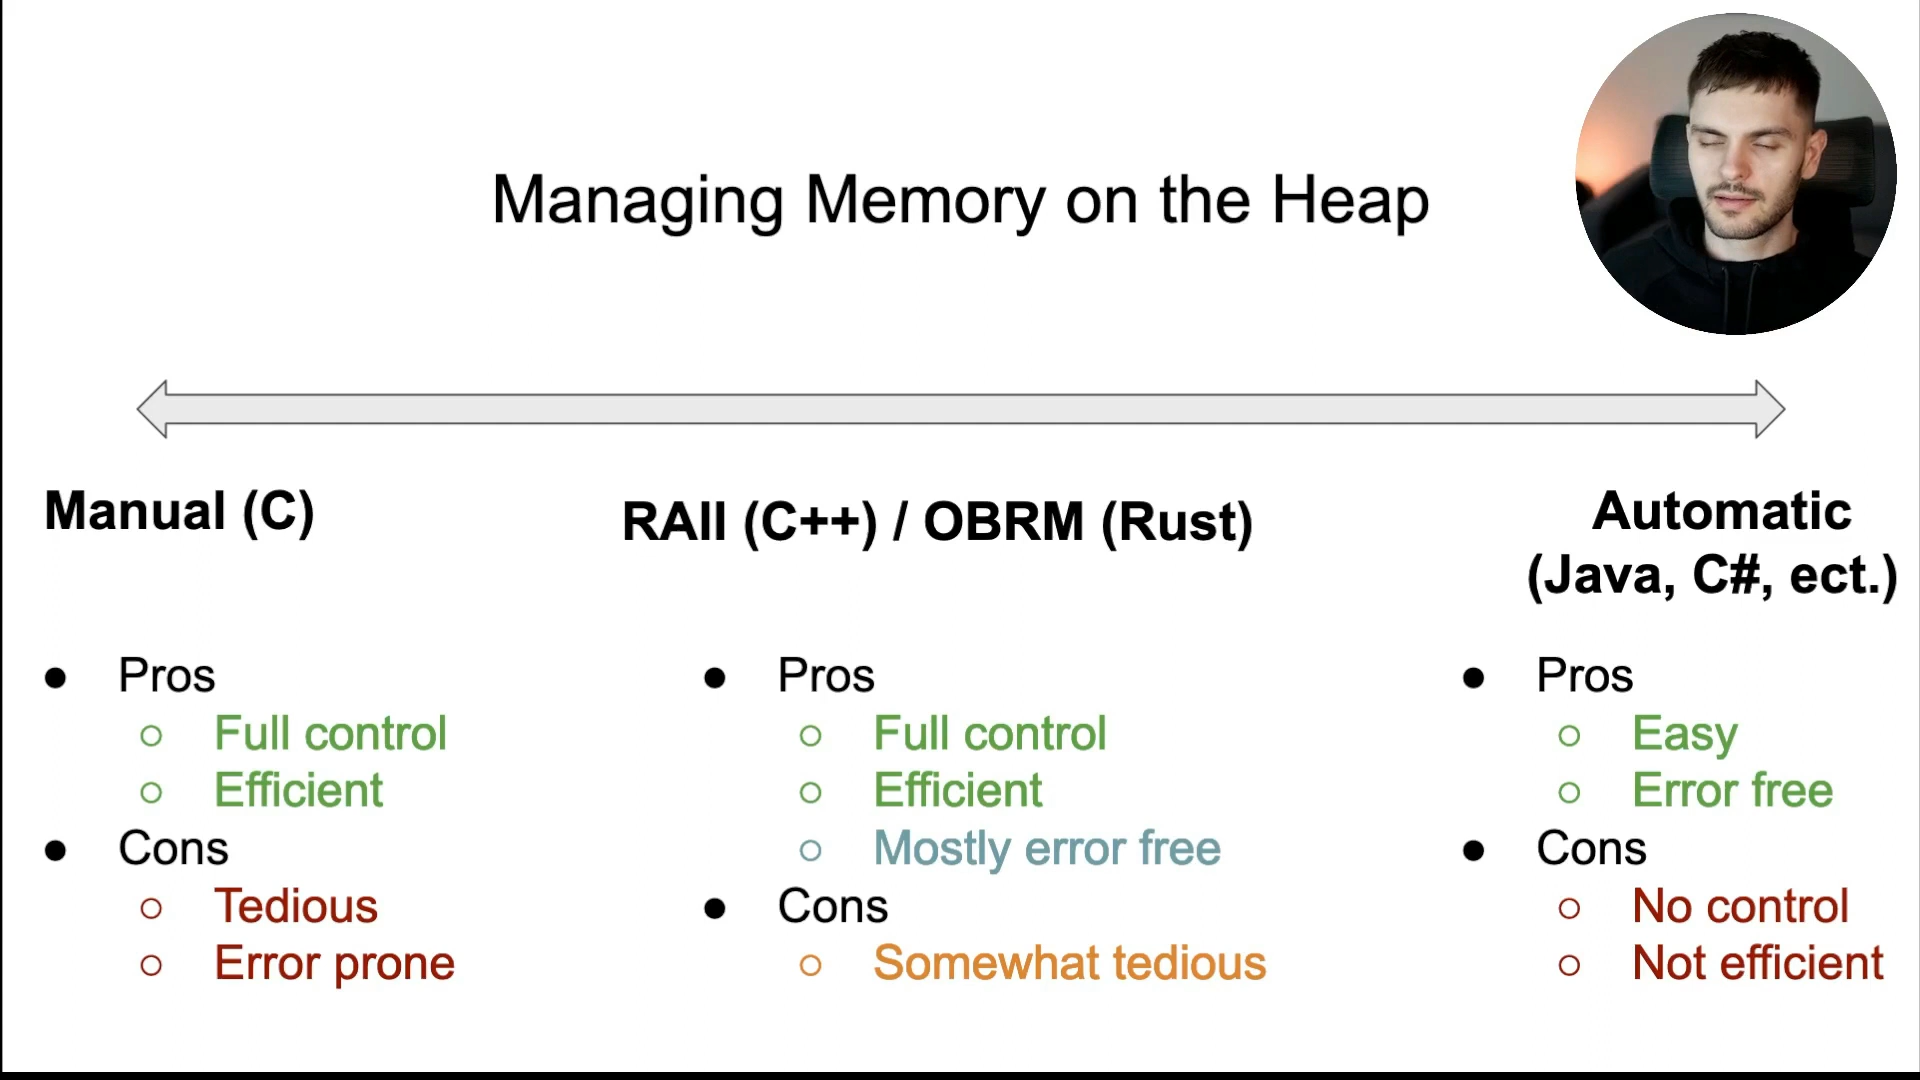 Managing Memory on the Heap
Manual (C)
Pros
Full control
Efficient
Cons
Tedious
Error prone
RAII (C++) / OBRM (Rust)
Pros
Full control
Efficient
Mostly error free
Cons
Somewhat tedious
Automatic
(Java, C#, ect.)
Pros
Easy
Error free
Cons
No control
Not efficient